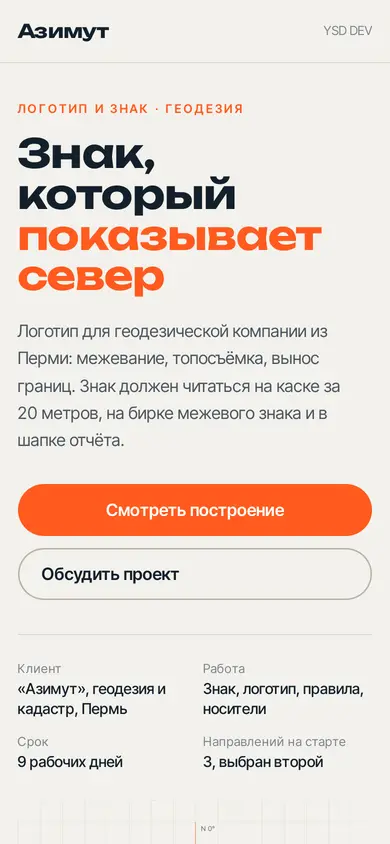 Азимут
YSD DEV
ЛОГОТИП И ЗНАК · ГЕОДЕЗИЯ
Знак,
который
показывает
север
Логотип для геодезической компании из
Перми: межевание, топосъёмка, вынос
границ. Знак должен читаться на каске за
20 метров, на бирке межевого знака и в
шапке отчёта.
Смотреть построение
Обсудить проект
Клиент
«Азимут», геодезия и
кадастр, Пермь
Работа
Знак, логотип, правила,
носители
Срок
9 рабочих дней
Направлений на старте
3, выбран второй
N 0°